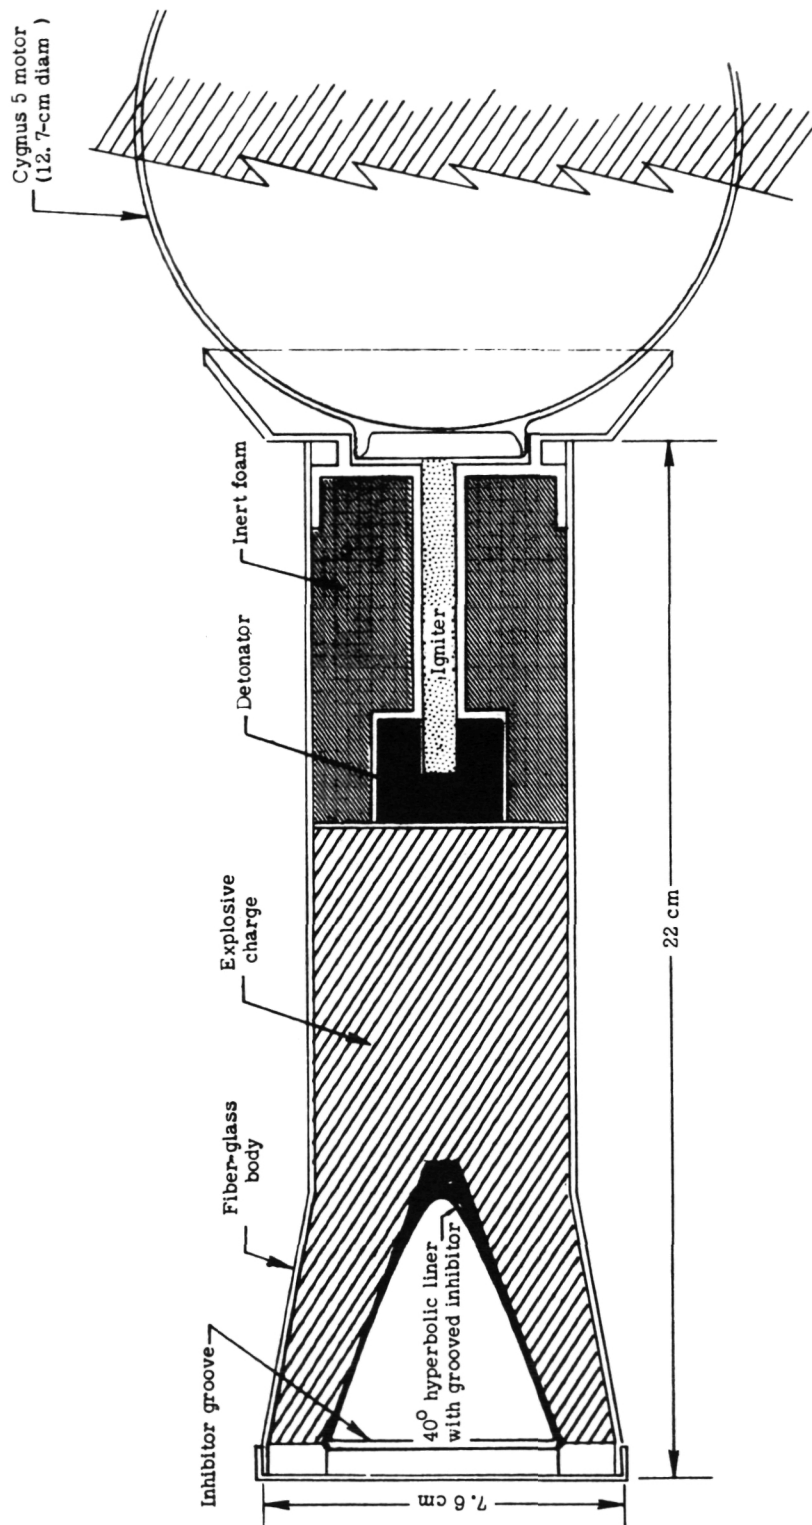 Cygnus 5 motor
(12.7-cm diam )
Inert foam
Detonator
Igniter
Explosive
charge
Fiber-glass
body
Inhibitor groove
40° hyperbolic liner
with grooved inhibitor
22 cm
7.6 cm